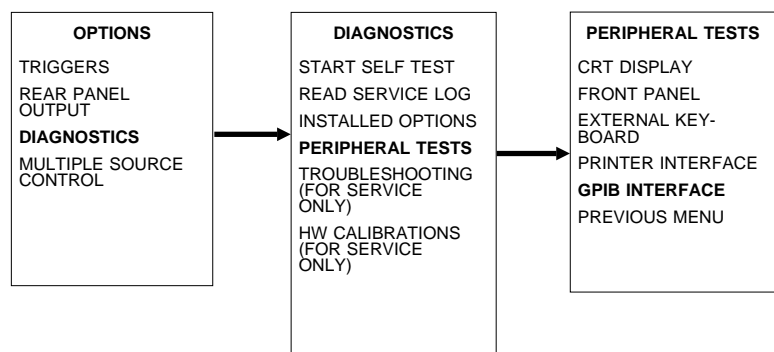 OPTIONS
TRIGGERS
REAR PANEL
OUTPUT
DIAGNOSTICS
MULTIPLE SOURCE
CONTROL
DIAGNOSTICS
START SELF TEST
READ SERVICE LOG
INSTALLED OPTIONS
PERIPHERAL TESTS
TROUBLESHOOTING
(FOR SERVICE
ONLY)
HW CALIBRATIONS
(FOR SERVICE
ONLY)
PERIPHERAL TESTS
CRT DISPLAY
FRONT PANEL
EXTERNAL KEY-
BOARD
PRINTER INTERFACE
GPIB INTERFACE
PREVIOUS MENU